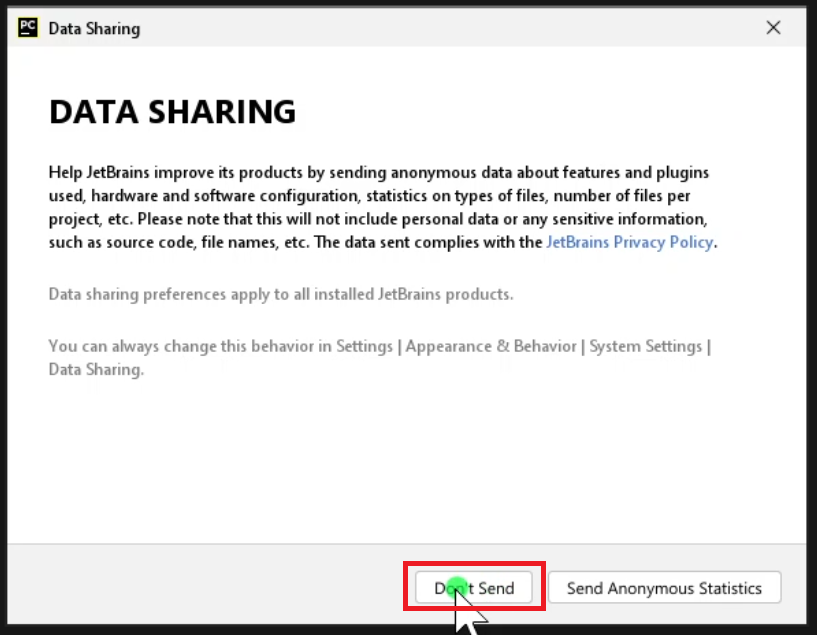 PC
Data Sharing
DATA SHARING
Help JetBrains improve its products by sending anonymous data about features and plugins
used, hardware and software configuration, statistics on types of files, number of files per
project, etc. Please note that this will not include personal data or any sensitive information,
such as source code, file names, etc. The data sent complies with the JetBrains Privacy Policy.
Data sharing preferences apply to all installed JetBrains products.
You can always change this behavior in Settings | Appearance & Behavior | System Settings |
Data Sharing.
Don't Send
Send Anonymous Statistics